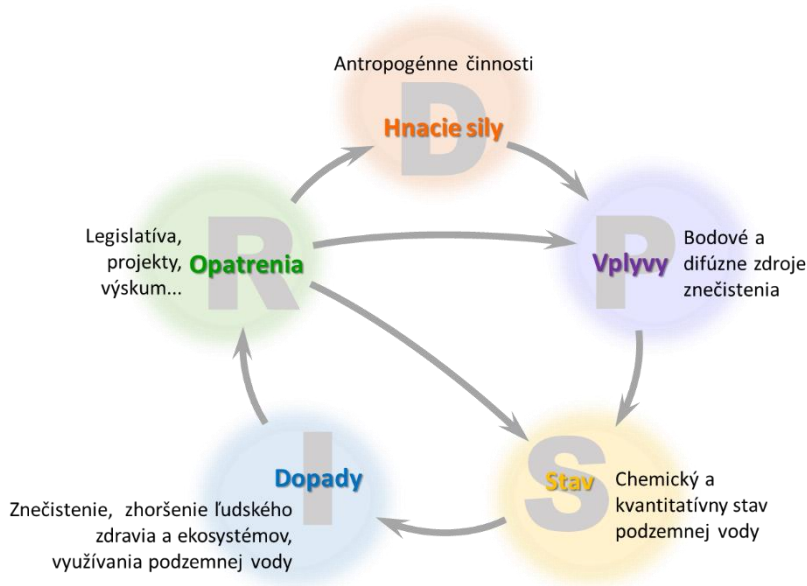 Antropogénne činnosti
D
Hnacie sily
R
Legislatíva,
projekty,
výskum...
Opatrenia
P
Vplyvy
Bodové a
difúzne zdroje
znečistenia
I
Dopady
Znečistenie, zhoršenie ľudského
zdravia a ekosystémov,
využívania podzemnej vody
S
Stav
Chemický a
kvantitatívny stav
podzemnej vody